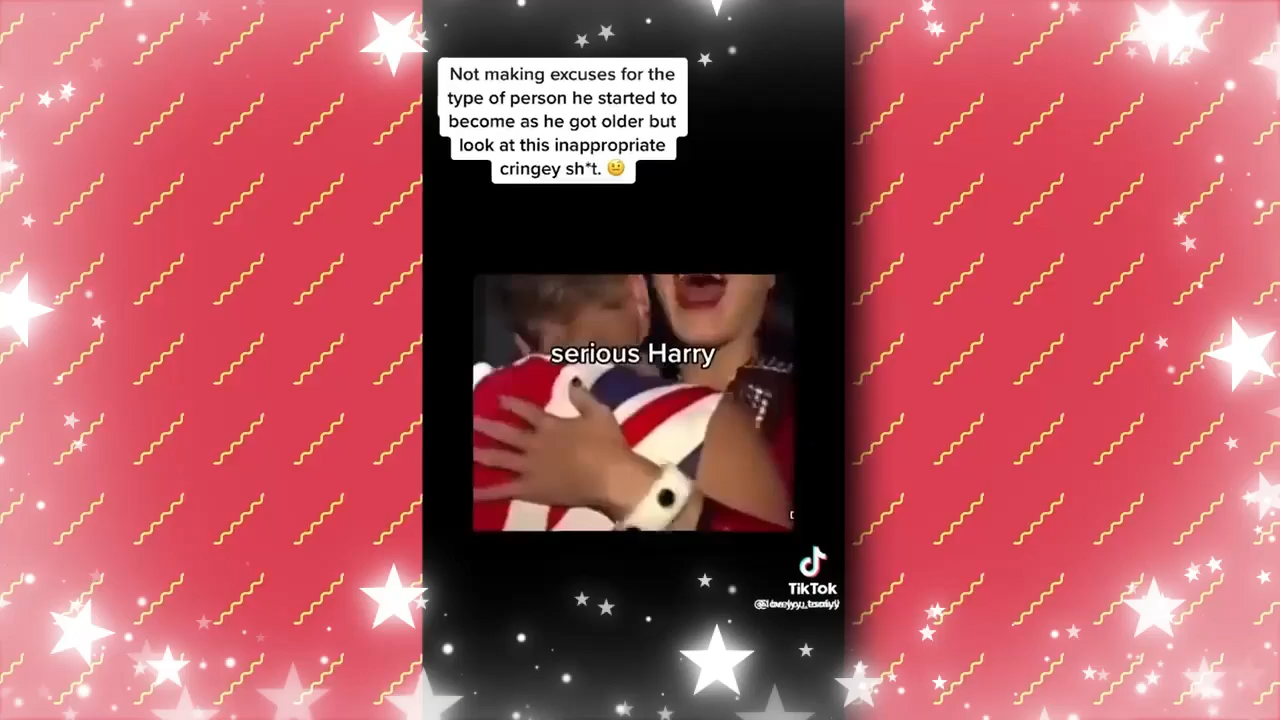 Not making excuses for the
type of person he started to
become as he got older but
look at this inappropriate
cringey sh*t. 🤨
serious Harry
TikTok